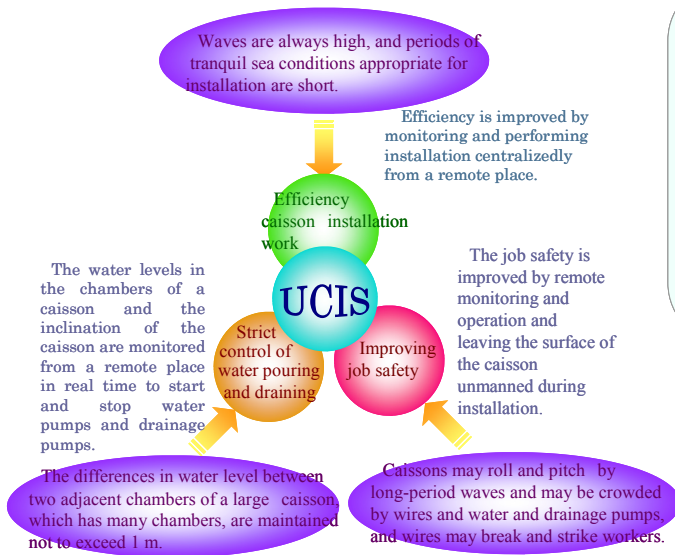 Waves are always high, and periods of
tranquil sea conditions appropriate for
installation are short.
Efficiency is improved by
monitoring and performing
installation centralizedly
from a remote place.
Efficiency
caisson installation
work
UCIS
The water levels in
the chambers of a
caisson and the
inclination of the
caisson are monitored
from a remote place
in real time to start
and stop water
pumps and drainage
pumps.
The job safety is
improved by remote
monitoring and
operation and
leaving the surface of
the caisson
unmanned during
installation.
Strict
control of
water pouring
and draining
Improving
job safety
The differences in water level between
two adjacent chambers of a large caisson,
which has many chambers, are maintained
not to exceed 1 m.
Caissons may roll and pitch by
long-period waves and may be crowded
by wires and water and drainage pumps,
and wires may break and strike workers.